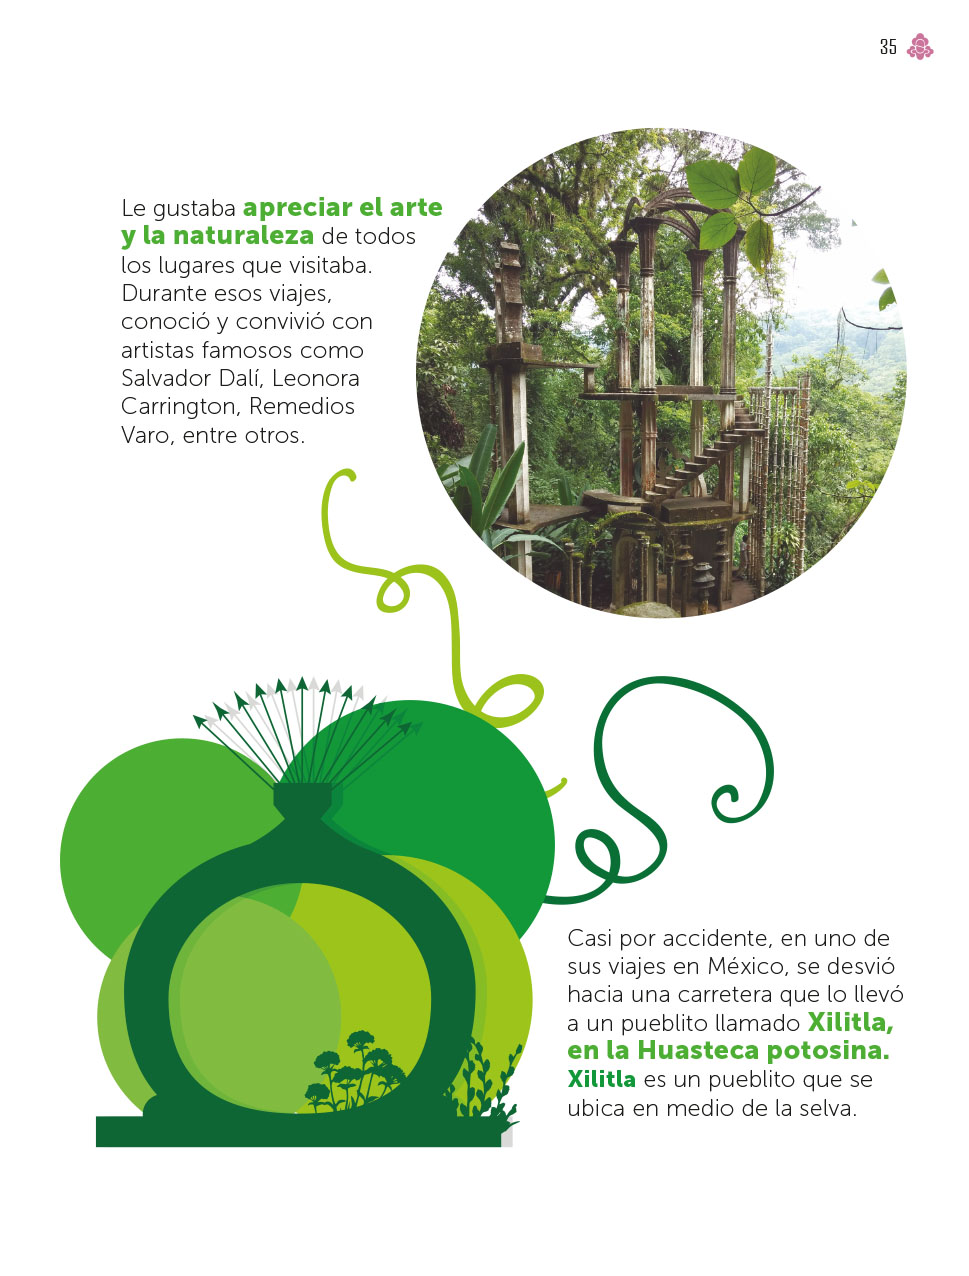 35
Le gustaba apreciar el arte
y la naturaleza de todos
los lugares que visitaba.
Durante esos viajes,
conoció y convivió con
artistas famosos como
Salvador Dalí, Leonora
Carrington, Remedios
Varo, entre otros.
Casi por accidente, en uno de
sus viajes en México, se desvió
hacia una carretera que lo llevó
a un pueblito llamado Xilitla,
en la Huasteca potosina.
Xilitla es un pueblito que se
ubica en medio de la selva.